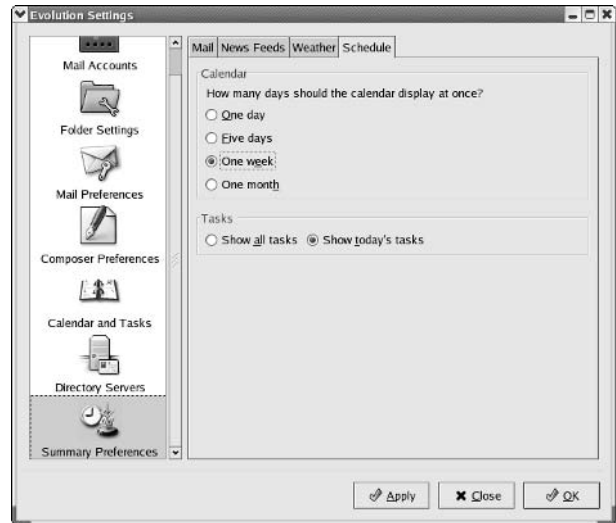 Evolution Settings
Mail Accounts
Folder Settings
Mail Preferences
Composer Preferences
Calendar and Tasks
Directory Servers
Summary Preferences
Mail News Feeds Weather Schedule
Calendar
How many days should the calendar display at once?
One day
Five days
One week
One month
Tasks
Show all tasks Show today's tasks
Apply Close OK